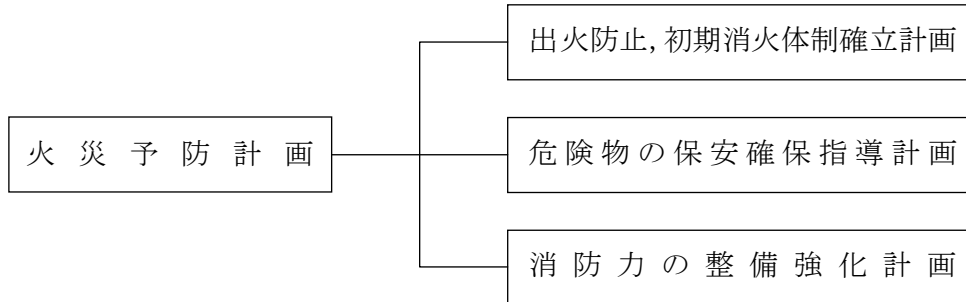 火災予防計画
出火防止,初期消火体制確立計画
危険物の保安確保指導計画
消防力の整備強化計画